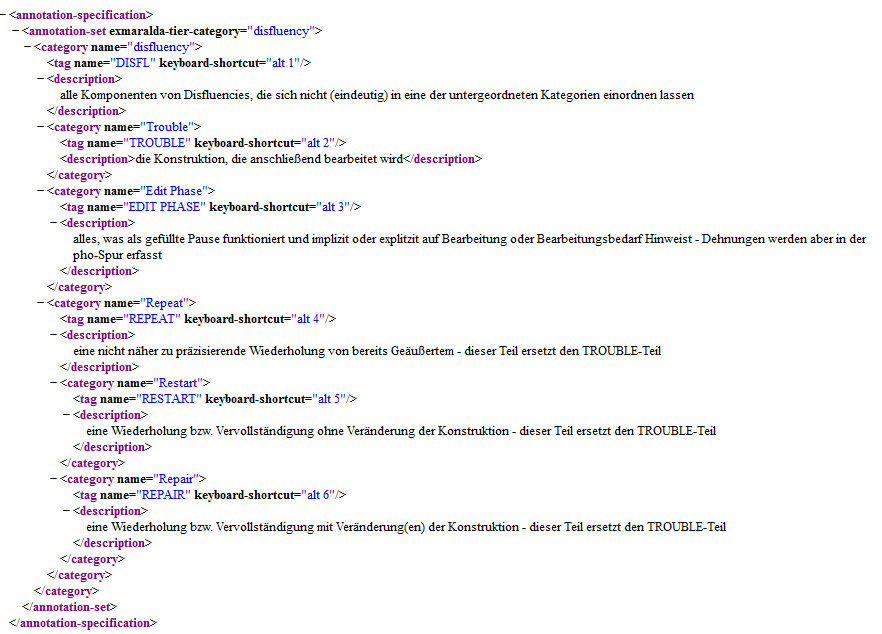 − <annotation-specification>
− <annotation-set exmaralda-tier-category="disfluency">
− <category name="disfluency">
<tag name="DISFL" keyboard-shortcut="alt 1"/>
− <description>
alle Komponenten von Disfluencies, die sich nicht (eindeutig) in eine der untergeordneten Kategorien einordnen lassen
</description>
− <category name="Trouble">
<tag name="TROUBLE" keyboard-shortcut="alt 2"/>
<description>die Konstruktion, die anschließend bearbeitet wird</description>
</category>
− <category name="Edit Phase">
<tag name="EDIT PHASE" keyboard-shortcut="alt 3"/>
− <description>
alles, was als gefüllte Pause funktioniert und implizit oder explitzit auf Bearbeitung oder Bearbeitungsbedarf Hinweist - Dehnungen werden aber in der
pho-Spur erfasst
</description>
</category>
− <category name="Repeat">
<tag name="REPEAT" keyboard-shortcut="alt 4"/>
− <description>
eine nicht näher zu präzisierende Wiederholung von bereits Geäußertem - dieser Teil ersetzt den TROUBLE-Teil
</description>
− <category name="Restart">
<tag name="RESTART" keyboard-shortcut="alt 5"/>
− <description>
eine Wiederholung bzw. Vervollständigung ohne Veränderung der Konstruktion - dieser Teil ersetzt den TROUBLE-Teil
</description>
</category>
− <category name="Repair">
<tag name="REPAIR" keyboard-shortcut="alt 6"/>
− <description>
eine Wiederholung bzw. Vervollständigung mit Veränderung(en) der Konstruktion - dieser Teil ersetzt den TROUBLE-Teil
</description>
</category>
</category>
</category>
</annotation-set>
</annotation-specification>